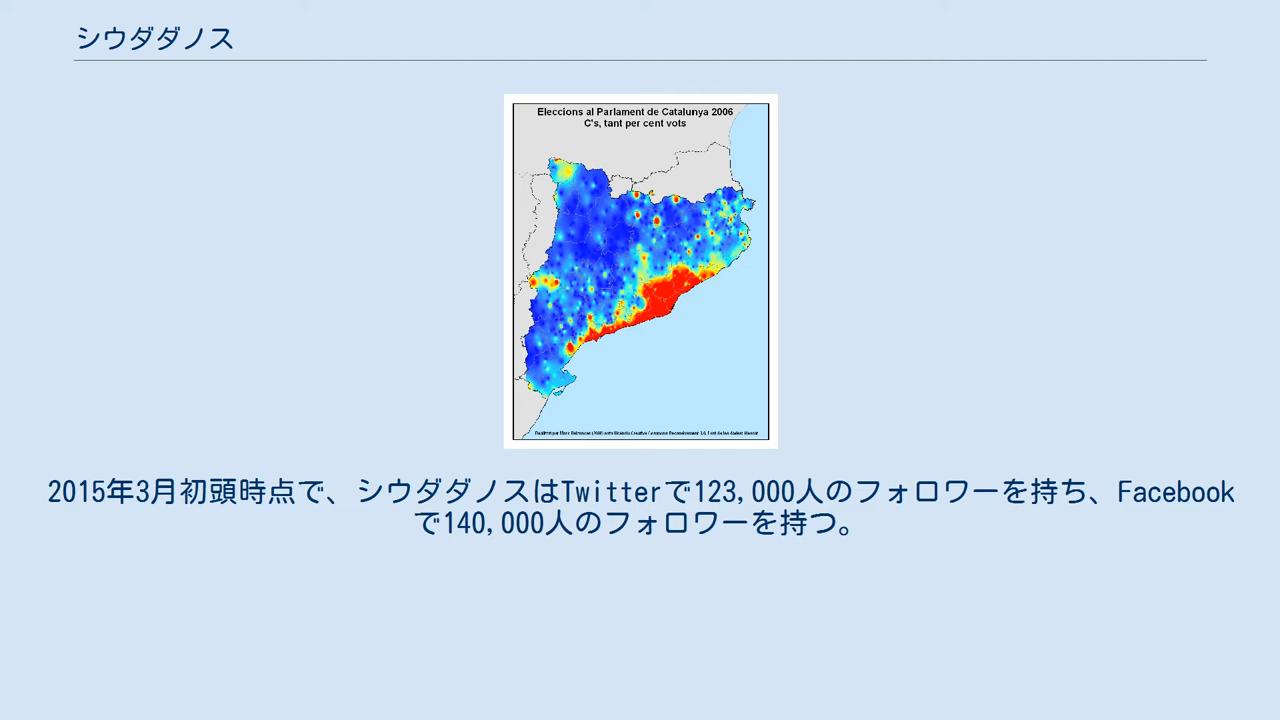 シウダダノス
Eleccions al Parlament de Catalunya 2006
C's, tant per cent vots
2015年3月初頭時点で、シウダダノスはTwitterで123,000人のフォロワーを持ち、Facebook
で140,000人のフォロワーを持つ。